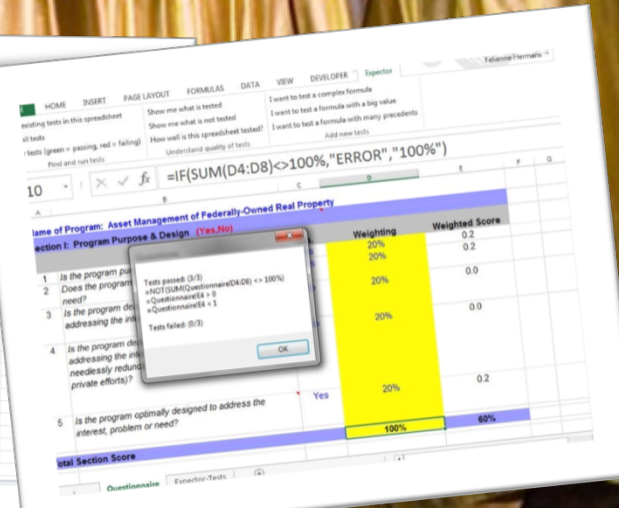 Felienne Hermans
HOME INSERT PAGE LAYOUT FORMULAS DATA VIEW DEVELOPER Expector
existing tests in this spreadsheet Show me what is tested I want to test a complex formula
all tests Show me what is not tested I want to test a formula with a big value
tests (green = passing, red = failing) How well is this spreadsheet tested? I want to test a formula with many precedents
Find and run tests Understand quality of tests Add new tests
10 fx =IF(SUM(D4:D8)<>100%,"ERROR","100%")
A B C D E F G
lame of Program: Asset Management of Federally-Owned Real Property
ection I: Program Purpose & Design (Yes,No) Weighting Weighted Score
1 Is the program pu 20% 0.2
2 Does the program 20% 0.2
need?
3 Is the program de 20% 0.0
addressing the int
4 Is the program de 20% 0.0
addressing the int
needlessly redund
private efforts)?
Tests passed: (3/3)
=NOT(SUM(Questionnaire!D4:D8) <> 100%)
=Questionnaire!E4 > 0
=Questionnaire!E4 < 1
Tests failed: (0/3)
OK
5 Is the program optimally designed to address the Yes 20% 0.2
interest, problem or need?
otal Section Score 100% 60%
Questionnaire Expector-Tests